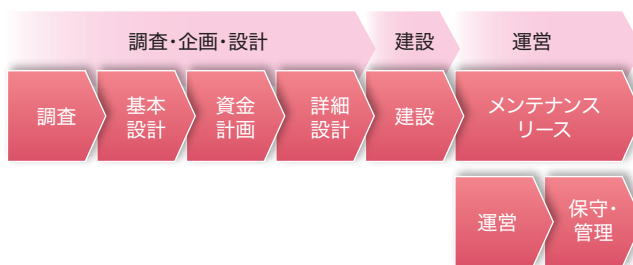 調査・企画・設計
建設
運営
調査
基本
設計
資金
計画
詳細
設計
建設
メンテナンス
リース
運営
保守・
管理